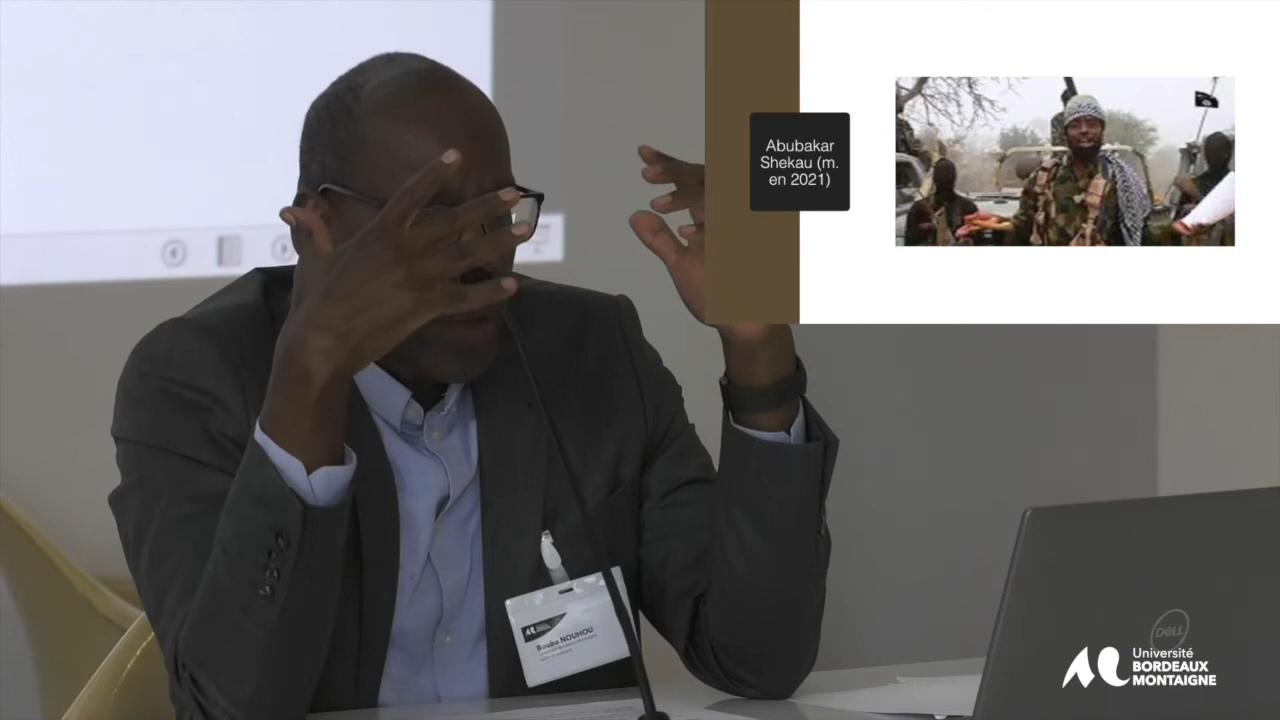 Abubakar
Shekau (m.
en 2021)
Bouba NOUHOU
DELL
Université
BORDEAUX
MONTAIGNE